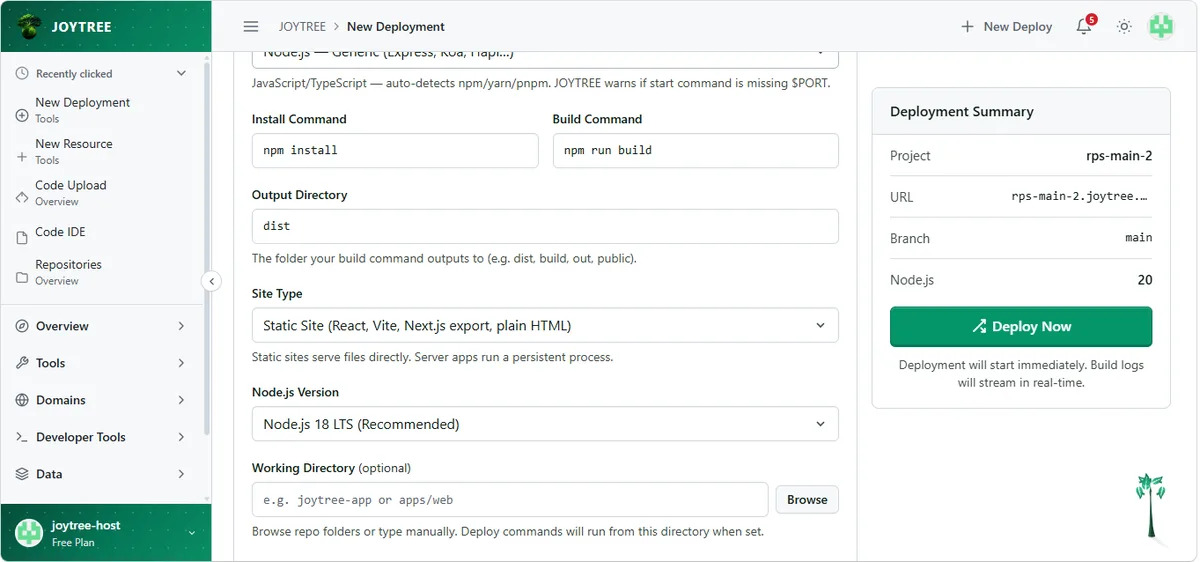 JOYTREE
JOYTREE > New Deployment
New Deploy
5
Recently clicked
New Deployment
Tools
New Resource
Tools
Code Upload
Overview
Code IDE
Repositories
Overview
Overview
Tools
Domains
Developer Tools
Data
joytree-host
Free Plan
Node.js — Generic (Express, Koa, Hapi...)
JavaScript/TypeScript — auto-detects npm/yarn/pnpm. JOYTREE warns if start command is missing $PORT.
Install Command
npm install
Build Command
npm run build
Output Directory
dist
The folder your build command outputs to (e.g. dist, build, out, public).
Site Type
Static Site (React, Vite, Next.js export, plain HTML)
Static sites serve files directly. Server apps run a persistent process.
Node.js Version
Node.js 18 LTS (Recommended)
Working Directory (optional)
e.g. joytree-app or apps/web
Browse
Browse repo folders or type manually. Deploy commands will run from this directory when set.
Deployment Summary
Project rps-main-2
URL rps-main-2.joytree.…
Branch main
Node.js 20
Deploy Now
Deployment will start immediately. Build logs
will stream in real-time.